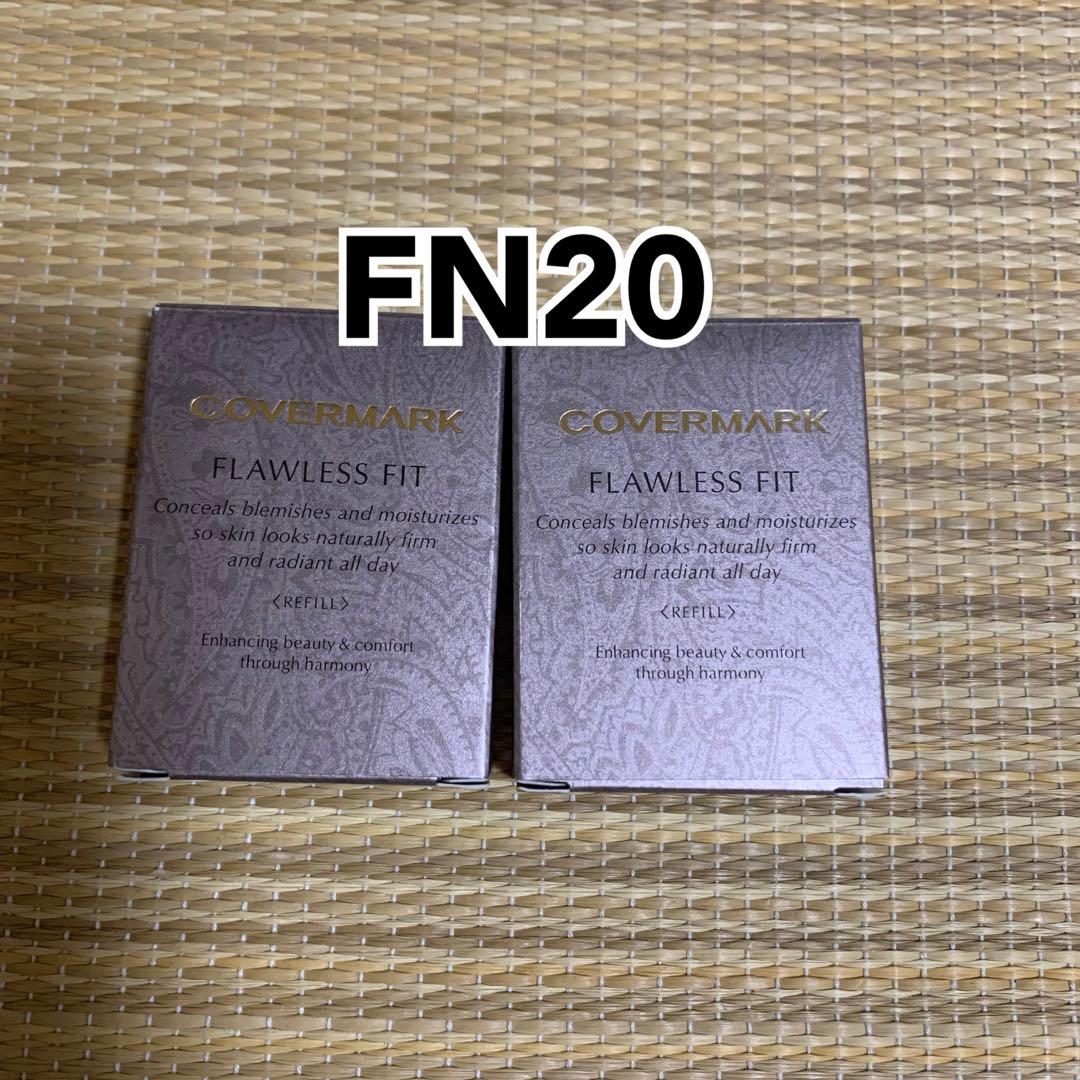 FN20
COVERMARK
FLAWLESS FIT
Conceals blemishes and moisturizes
so skin looks naturally firm
and radiant all day
〈REFILL〉
Enhancing beauty & comfort
through harmony
COVERMARK
FLAWLESS FIT
Conceals blemishes and moisturizes
so skin looks naturally firm
and radiant all day
〈REFILL〉
Enhancing beauty & comfort
through harmony